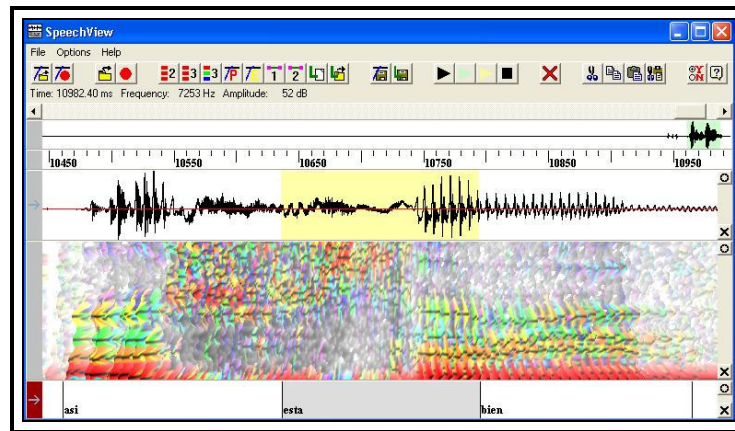 SpeechView
File Options Help
Time: 10982.40 ms Frequency: 7253 Hz Amplitude: 52 dB
10450 10550 10650 10750 10850 10950
asi esta bien